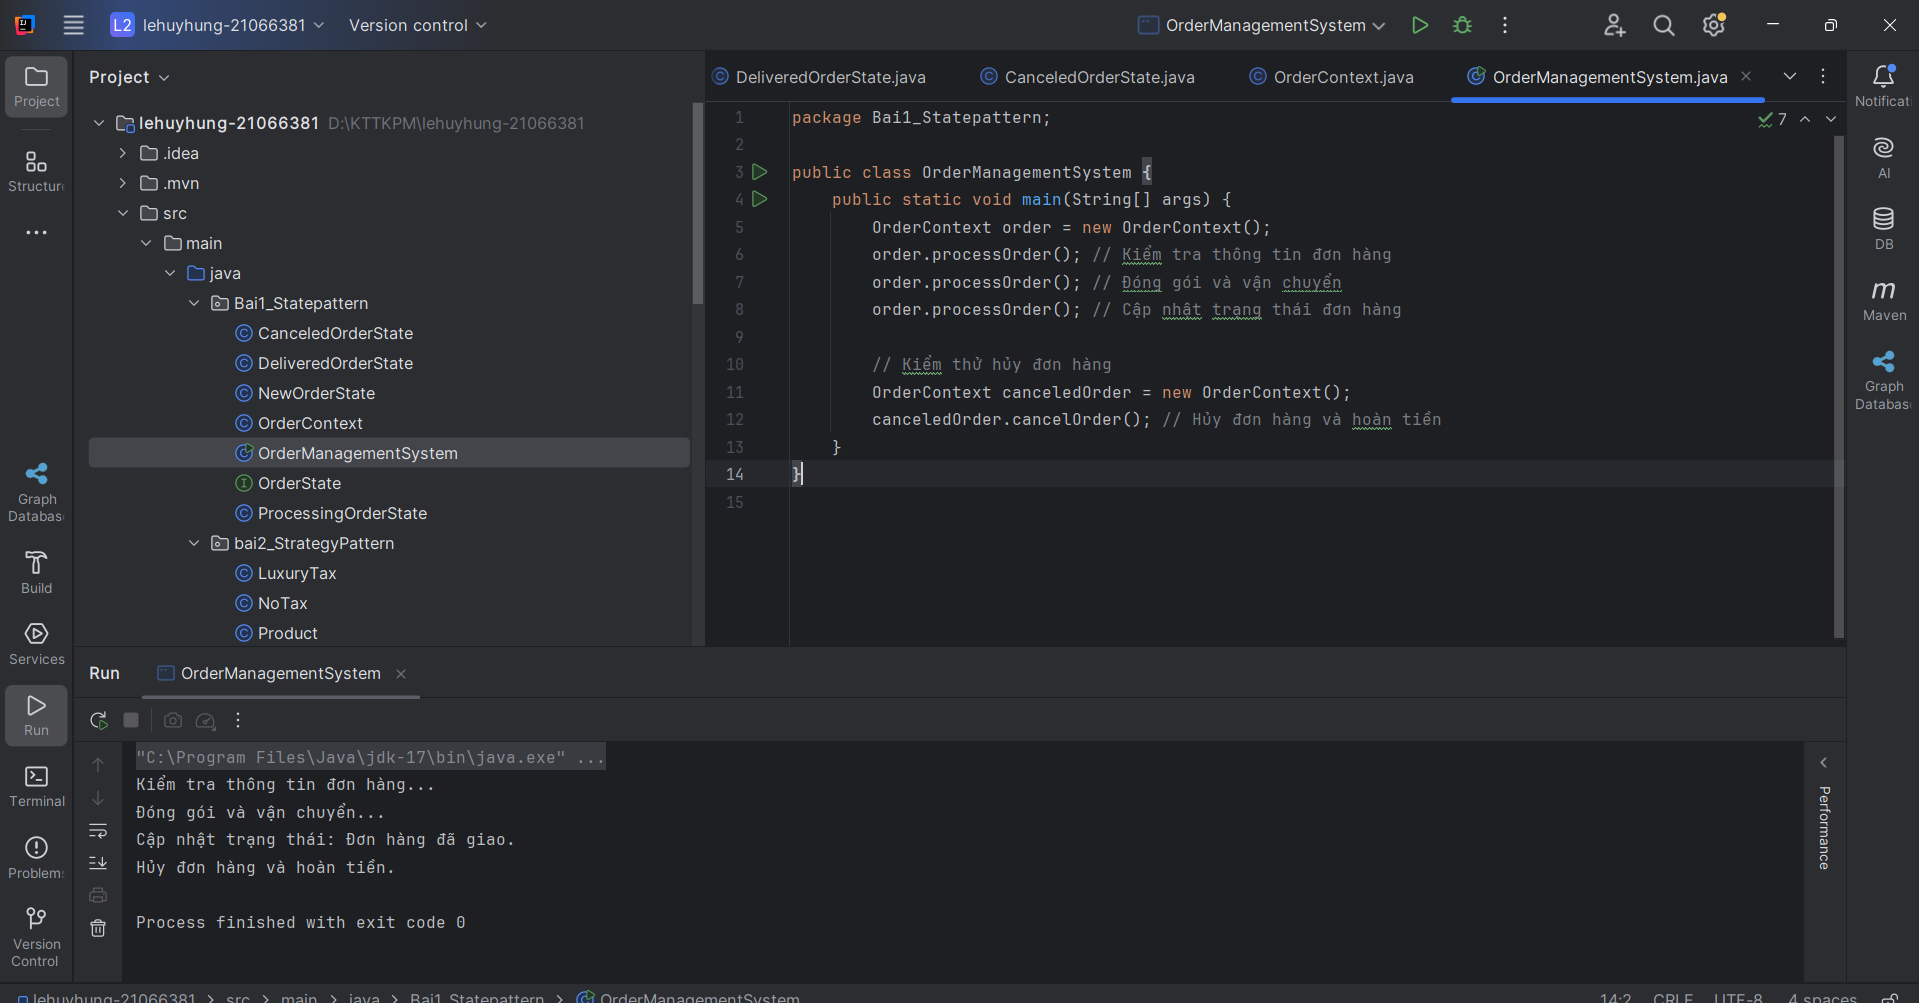 L2 lehuyhung-21066381 Version control OrderManagementSystem
Project
Project
Structure
Graph
Databas
Build
Services
Run
Terminal
Problems
Version
Control
lehuyhung-21066381 D:\KTTKPM\lehuyhung-21066381
.idea
.mvn
src
main
java
Bai1_Statepattern
CanceledOrderState
DeliveredOrderState
NewOrderState
OrderContext
OrderManagementSystem
OrderState
ProcessingOrderState
bai2_StrategyPattern
LuxuryTax
NoTax
Product
DeliveredOrderState.java CanceledOrderState.java OrderContext.java OrderManagementSystem.java
7
1 package Bai1_Statepattern;
2
3 public class OrderManagementSystem {
4 public static void main(String[] args) {
5 OrderContext order = new OrderContext();
6 order.processOrder(); // Kiểm tra thông tin đơn hàng
7 order.processOrder(); // Đóng gói và vận chuyển
8 order.processOrder(); // Cập nhật trạng thái đơn hàng
9
10 // Kiểm thử hủy đơn hàng
11 OrderContext canceledOrder = new OrderContext();
12 canceledOrder.cancelOrder(); // Hủy đơn hàng và hoàn tiền
13 }
14 }
15
Notificat
AI
DB
m
Maven
Graph
Databas
Run OrderManagementSystem
"C:\Program Files\Java\jdk-17\bin\java.exe" ...
Kiểm tra thông tin đơn hàng...
Đóng gói và vận chuyển...
Cập nhật trạng thái: Đơn hàng đã giao.
Hủy đơn hàng và hoàn tiền.
Process finished with exit code 0
Performance
lehuyhung-21066381 > src > main > java > Bai1_Statepattern > OrderManagementSystem 14:2 CRLF UTF-8 4 spaces